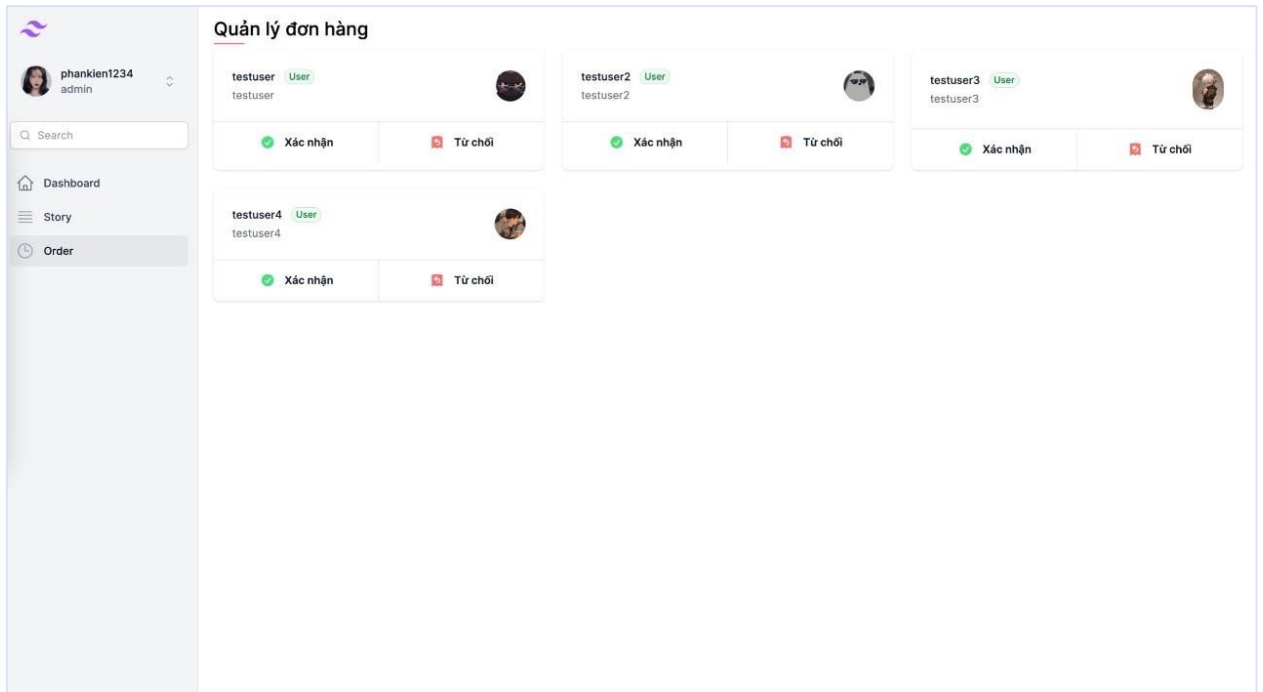 Quản lý đơn hàng
phankien1234
admin
Search
Dashboard
Story
Order
testuser User
testuser
Xác nhận Từ chối
testuser2 User
testuser2
Xác nhận Từ chối
testuser3 User
testuser3
Xác nhận Từ chối
testuser4 User
testuser4
Xác nhận Từ chối